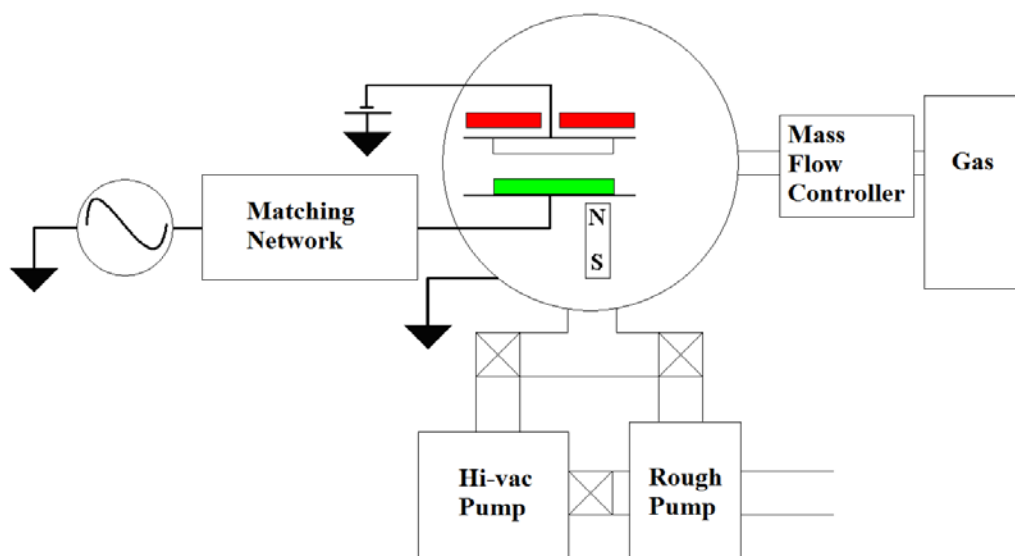 Mass
Flow
Controller
Gas
Matching
Network
N
S
Hi-vac
Pump
Rough
Pump